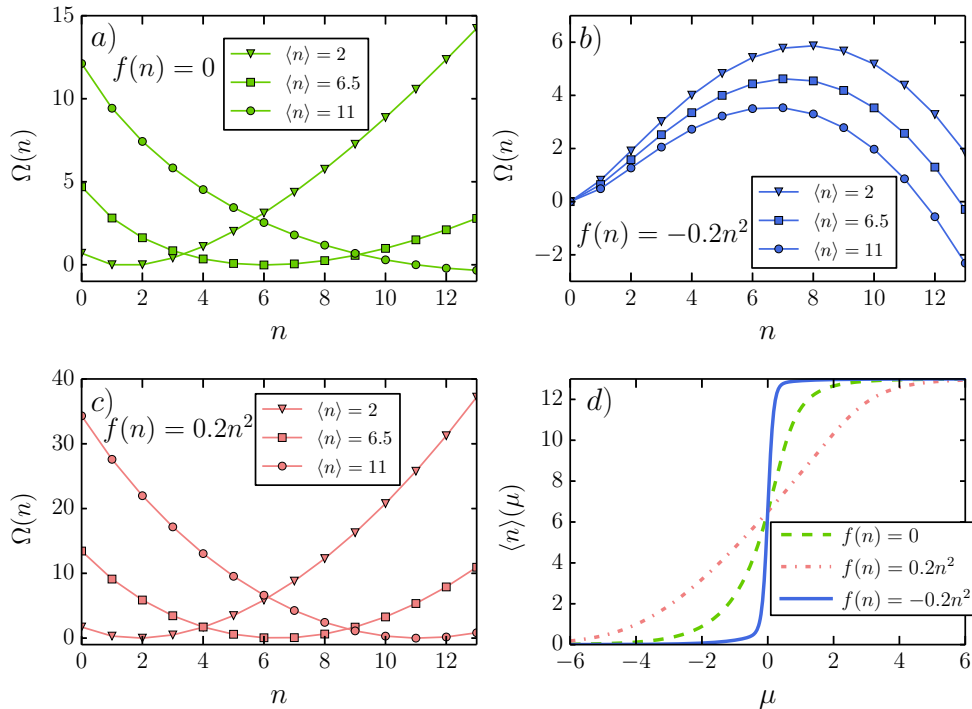 a)
f(n) = 0
⟨n⟩ = 2
⟨n⟩ = 6.5
⟨n⟩ = 11
Ω(n)
15
10
5
0
0 2 4 6 8 10 12
n
b)
f(n) = −0.2n²
⟨n⟩ = 2
⟨n⟩ = 6.5
⟨n⟩ = 11
Ω(n)
6
4
2
0
−2
0 2 4 6 8 10 12
n
c)
f(n) = 0.2n²
⟨n⟩ = 2
⟨n⟩ = 6.5
⟨n⟩ = 11
Ω(n)
40
30
20
10
0
0 2 4 6 8 10 12
n
d)
f(n) = 0
f(n) = 0.2n²
f(n) = −0.2n²
⟨n⟩(μ)
12
10
8
6
4
2
0
−6 −4 −2 0 2 4 6
μ